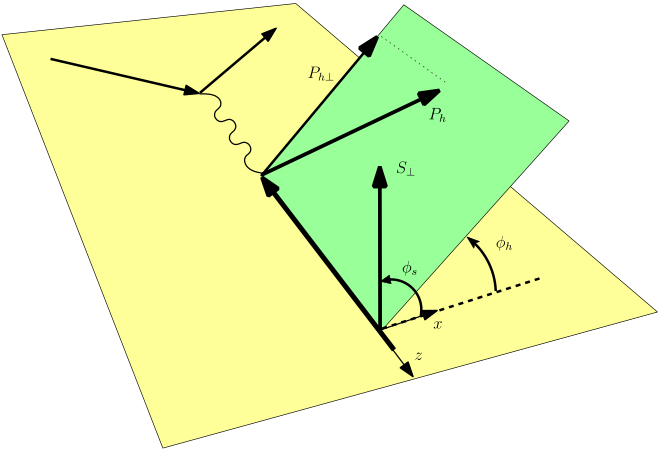 P_{h⊥}
P_h
S_⊥
ϕ_h
ϕ_s
x
z